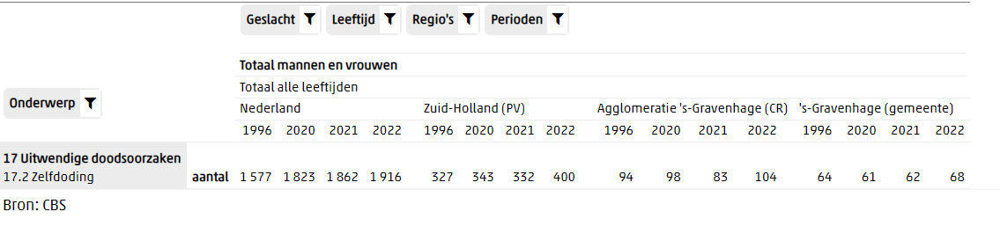 Geslacht Leeftijd Regio's Perioden
Totaal mannen en vrouwen
Totaal alle leeftijden
Onderwerp
Nederland Zuid-Holland (PV) Agglomeratie 's-Gravenhage (CR) 's-Gravenhage (gemeente)
1996 2020 2021 2022 1996 2020 2021 2022 1996 2020 2021 2022 1996 2020 2021 2022
17 Uitwendige doodsoorzaken
17.2 Zelfdoding aantal 1 577 1 823 1 862 1 916 327 343 332 400 94 98 83 104 64 61 62 68
Bron: CBS